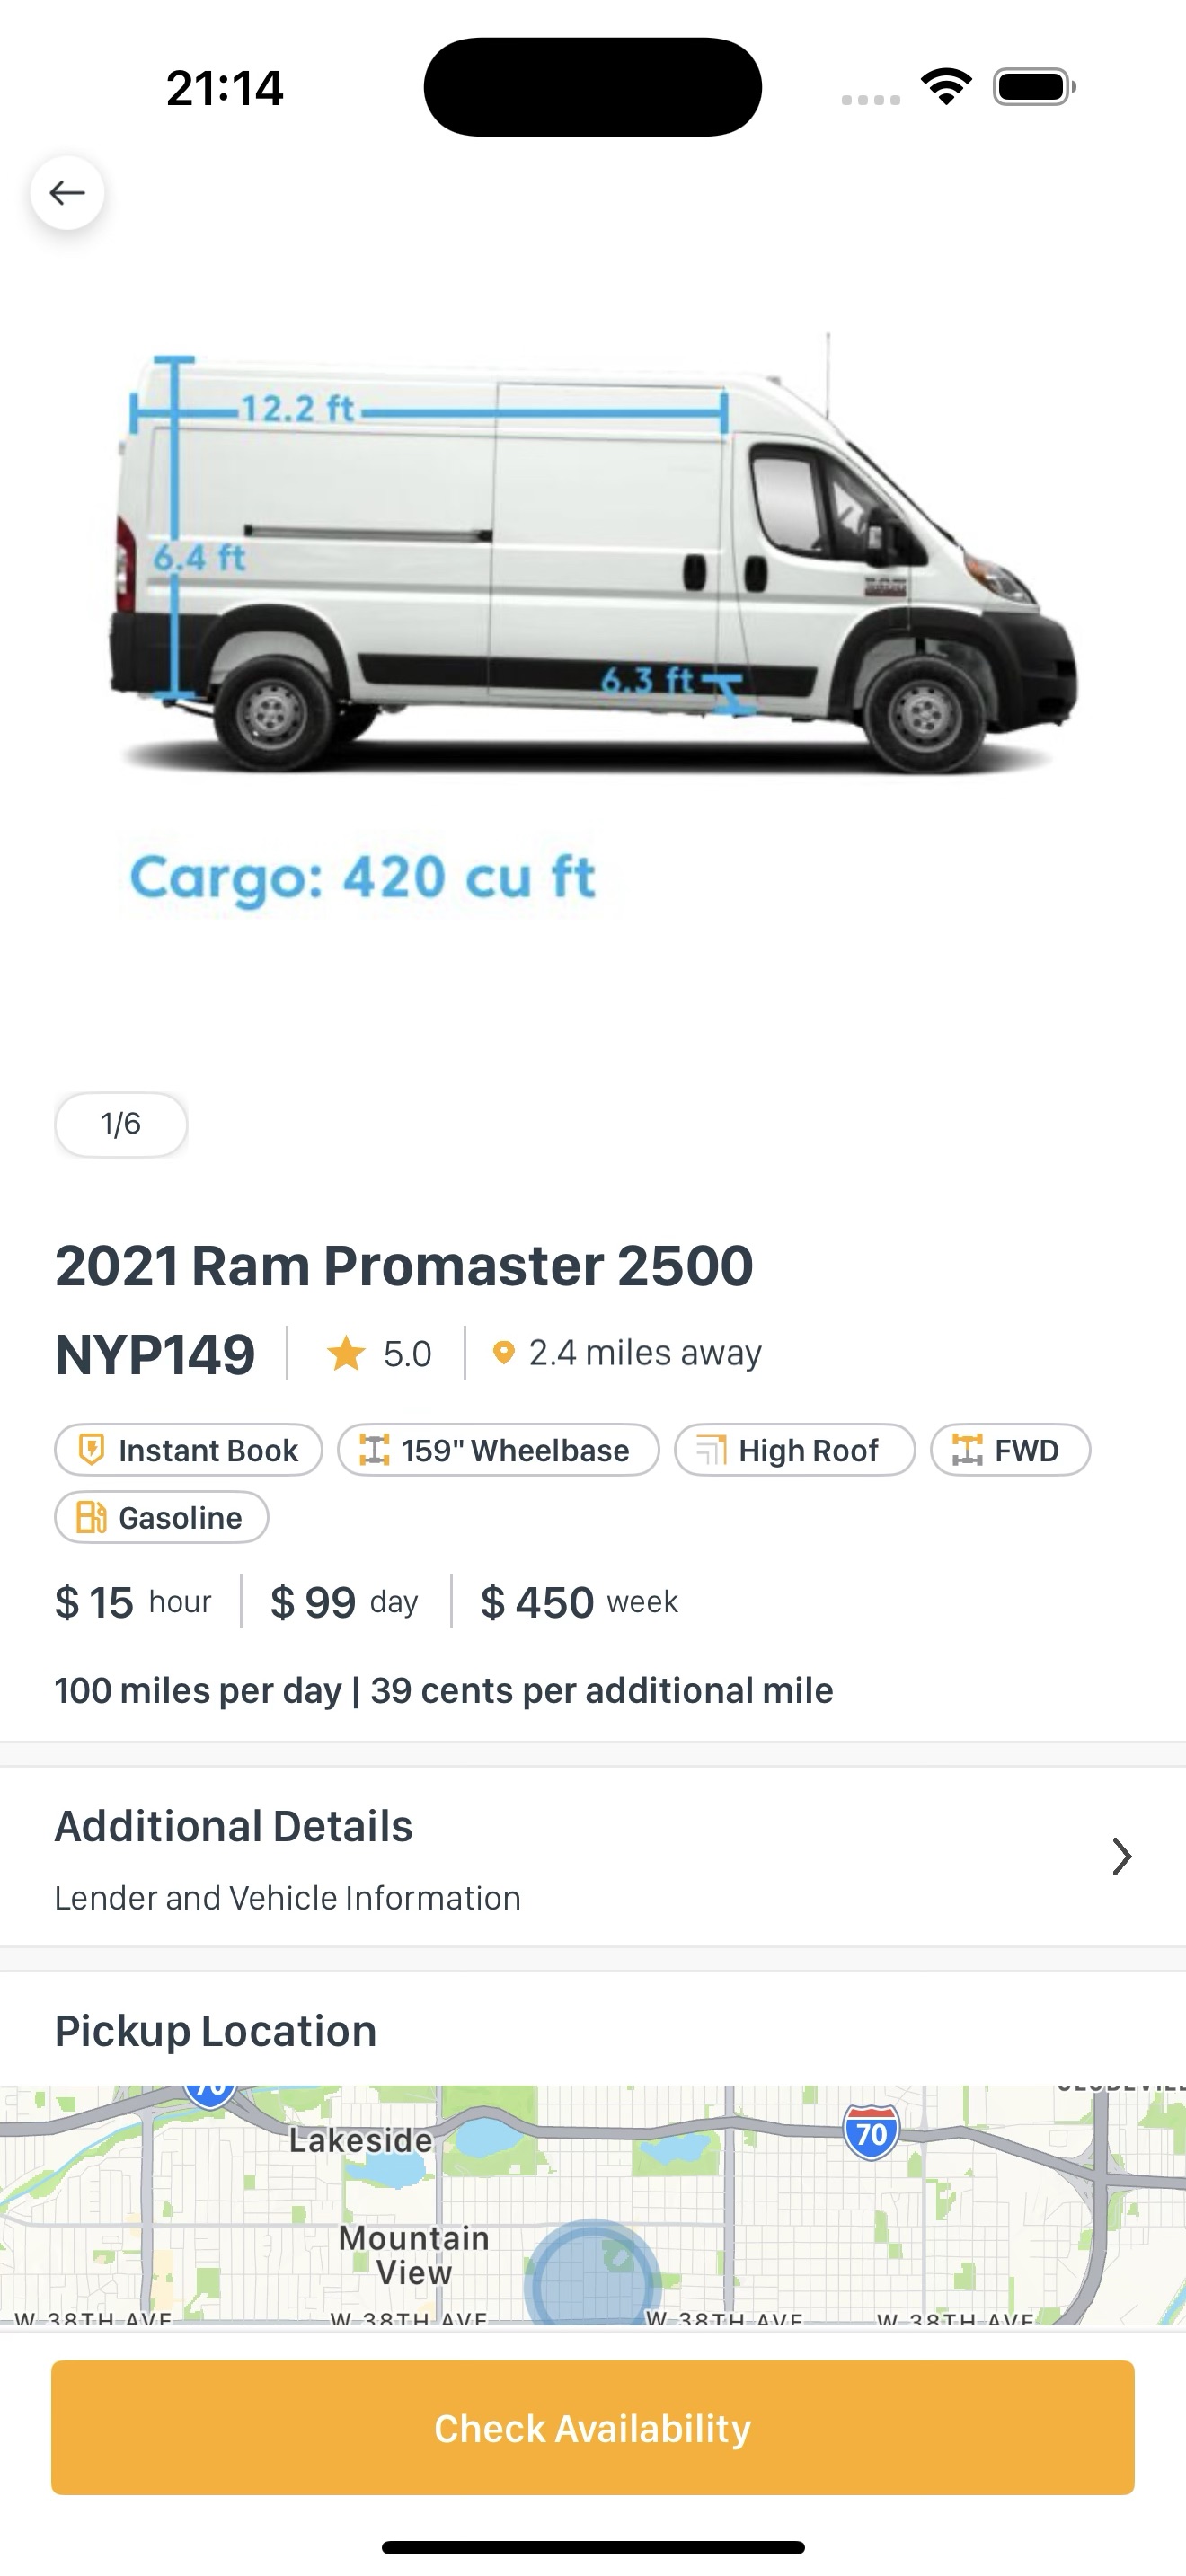 21:14
12.2 ft
6.4 ft
6.3 ft
Cargo: 420 cu ft
1/6
2021 Ram Promaster 2500
NYP149
5.0
2.4 miles away
Instant Book
159" Wheelbase
High Roof
FWD
Gasoline
$ 15 hour
$ 99 day
$ 450 week
100 miles per day | 39 cents per additional mile
Additional Details
Lender and Vehicle Information
Pickup Location
70
Lakeside
70
Mountain
View
W 38TH AVE
W 38TH AVE
W 38TH AVE
W 38TH AVE
Check Availability